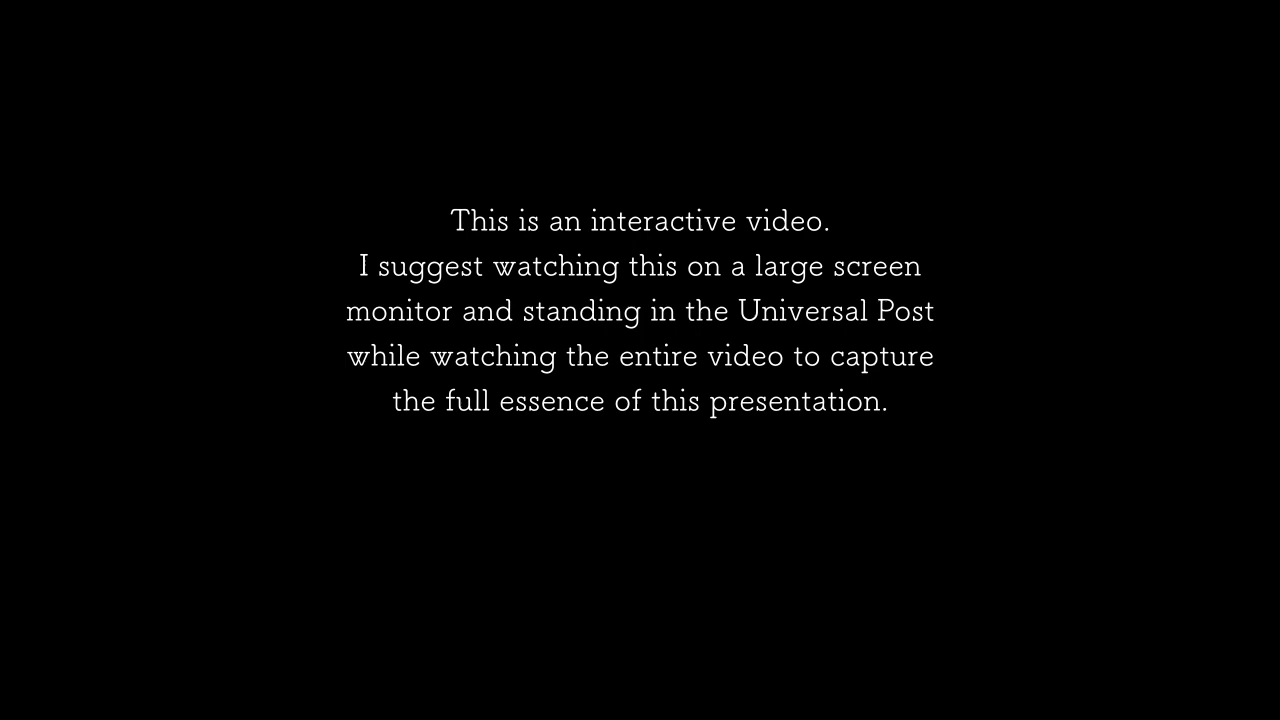 This is an interactive video.
I suggest watching this on a large screen
monitor and standing in the Universal Post
while watching the entire video to capture
the full essence of this presentation.